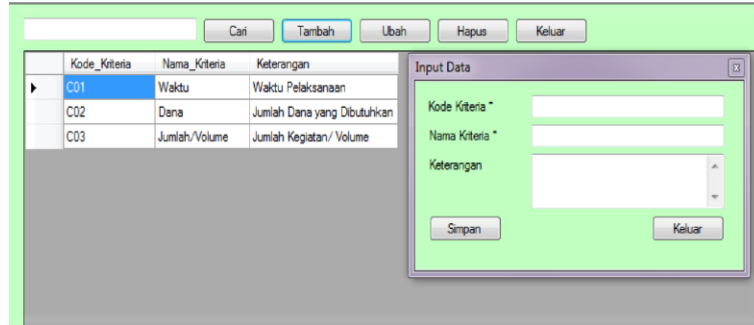 Cari Tambah Ubah Hapus Keluar
Kode_Kriteria Nama_Kriteria Keterangan
C01 Waktu Waktu Pelaksanaan
C02 Dana Jumlah Dana yang Dibutuhkan
C03 Jumlah/Volume Jumlah Kegiatan/ Volume
Input Data
Kode Kriteria *
Nama Kriteria *
Keterangan
Simpan Keluar